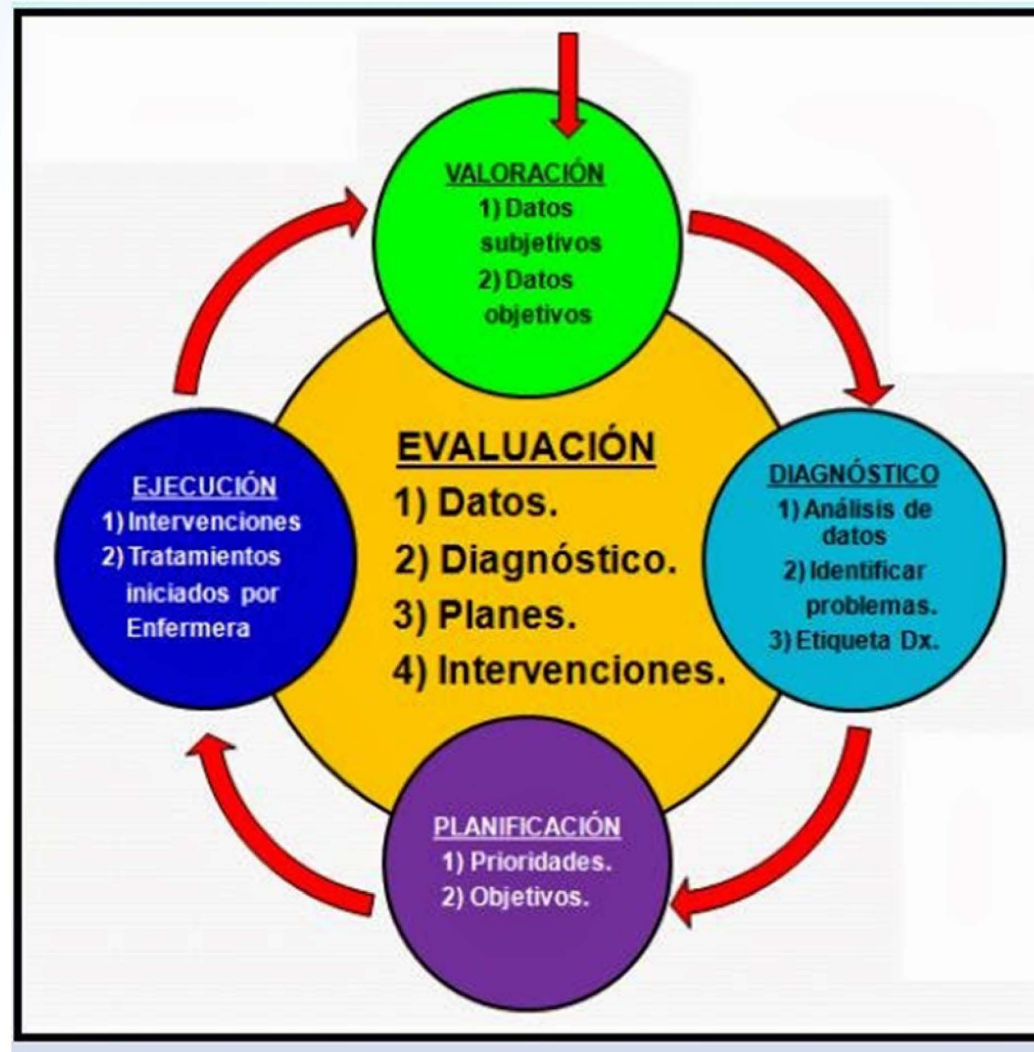 VALORACIÓN
1) Datos
subjetivos
2) Datos
objetivos
EVALUACIÓN
1) Datos.
2) Diagnóstico.
3) Planes.
4) Intervenciones.
DIAGNÓSTICO
1) Análisis de
datos
2) Identificar
problemas.
3) Etiqueta Dx.
EJECUCIÓN
1) Intervenciones
2) Tratamientos
iniciados por
Enfermera
PLANIFICACIÓN
1) Prioridades.
2) Objetivos.